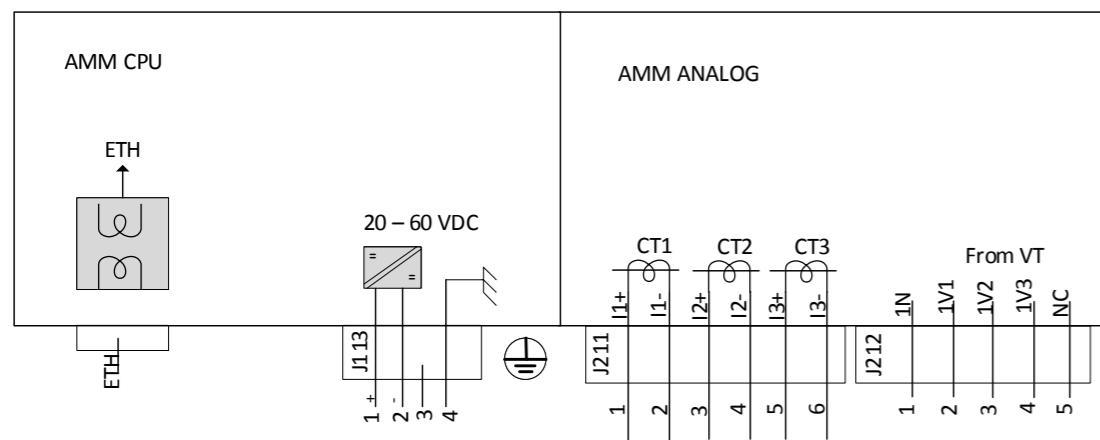 AMM CPU
AMM ANALOG
ETH
20 – 60 VDC
=
=
CT1
CT2
CT3
From VT
I1+
I1-
I2+
I2-
I3+
I3-
1N
1V1
1V2
1V3
NC
ETH
J113
J211
J212
1 +
2 -
3
4
1
2
3
4
5
6
1
2
3
4
5